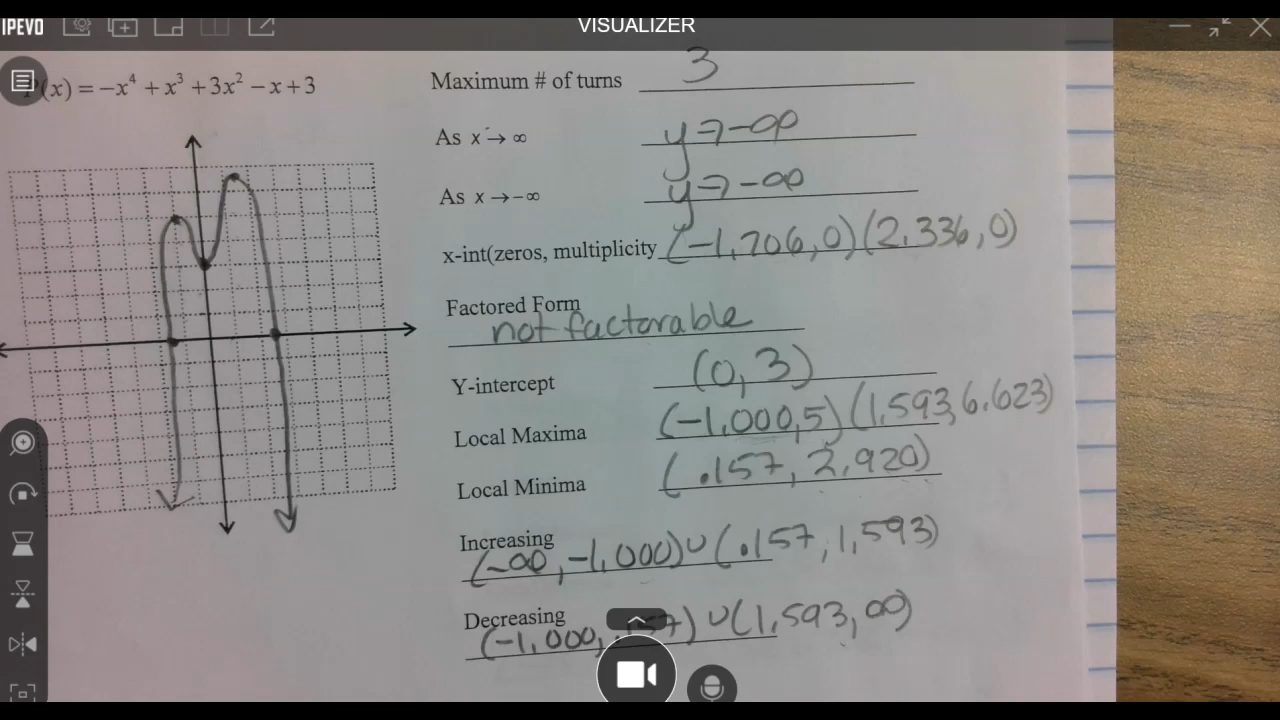 IPEVO
VISUALIZER
(x) = −x⁴ + x³ + 3x² − x + 3
Maximum # of turns 3
As x → ∞ y → −∞
As x → −∞ y → −∞
x-int(zeros, multiplicity (−1.706, 0) (2.336, 0)
Factored Form
not factorable
Y-intercept (0, 3)
Local Maxima (−1.000, 5) (1.593, 6.623)
Local Minima (.157, 2.920)
Increasing
(−∞, −1.000) ∪ (.157, 1.593)
Decreasing
(−1.000, .157) ∪ (1.593, ∞)